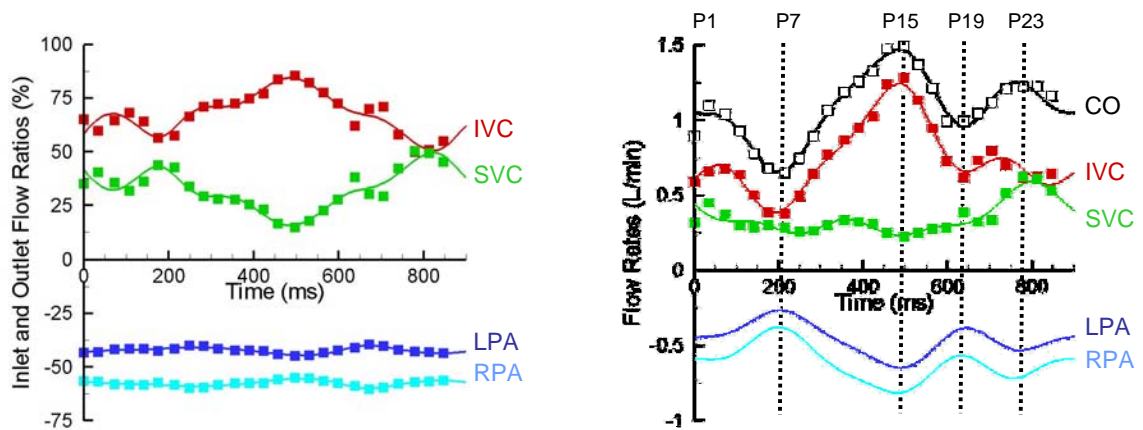 Inlet and Outlet Flow Ratios (%)
100
75
50
25
0
-25
-50
-75
0
200
400
600
800
Time (ms)
IVC
SVC
LPA
RPA
P1 P7 P15 P19 P23
Flow Rates (L/min)
1.5
1
0.5
0
-0.5
-1
0
200
400
600
800
Time (ms)
CO
IVC
SVC
LPA
RPA